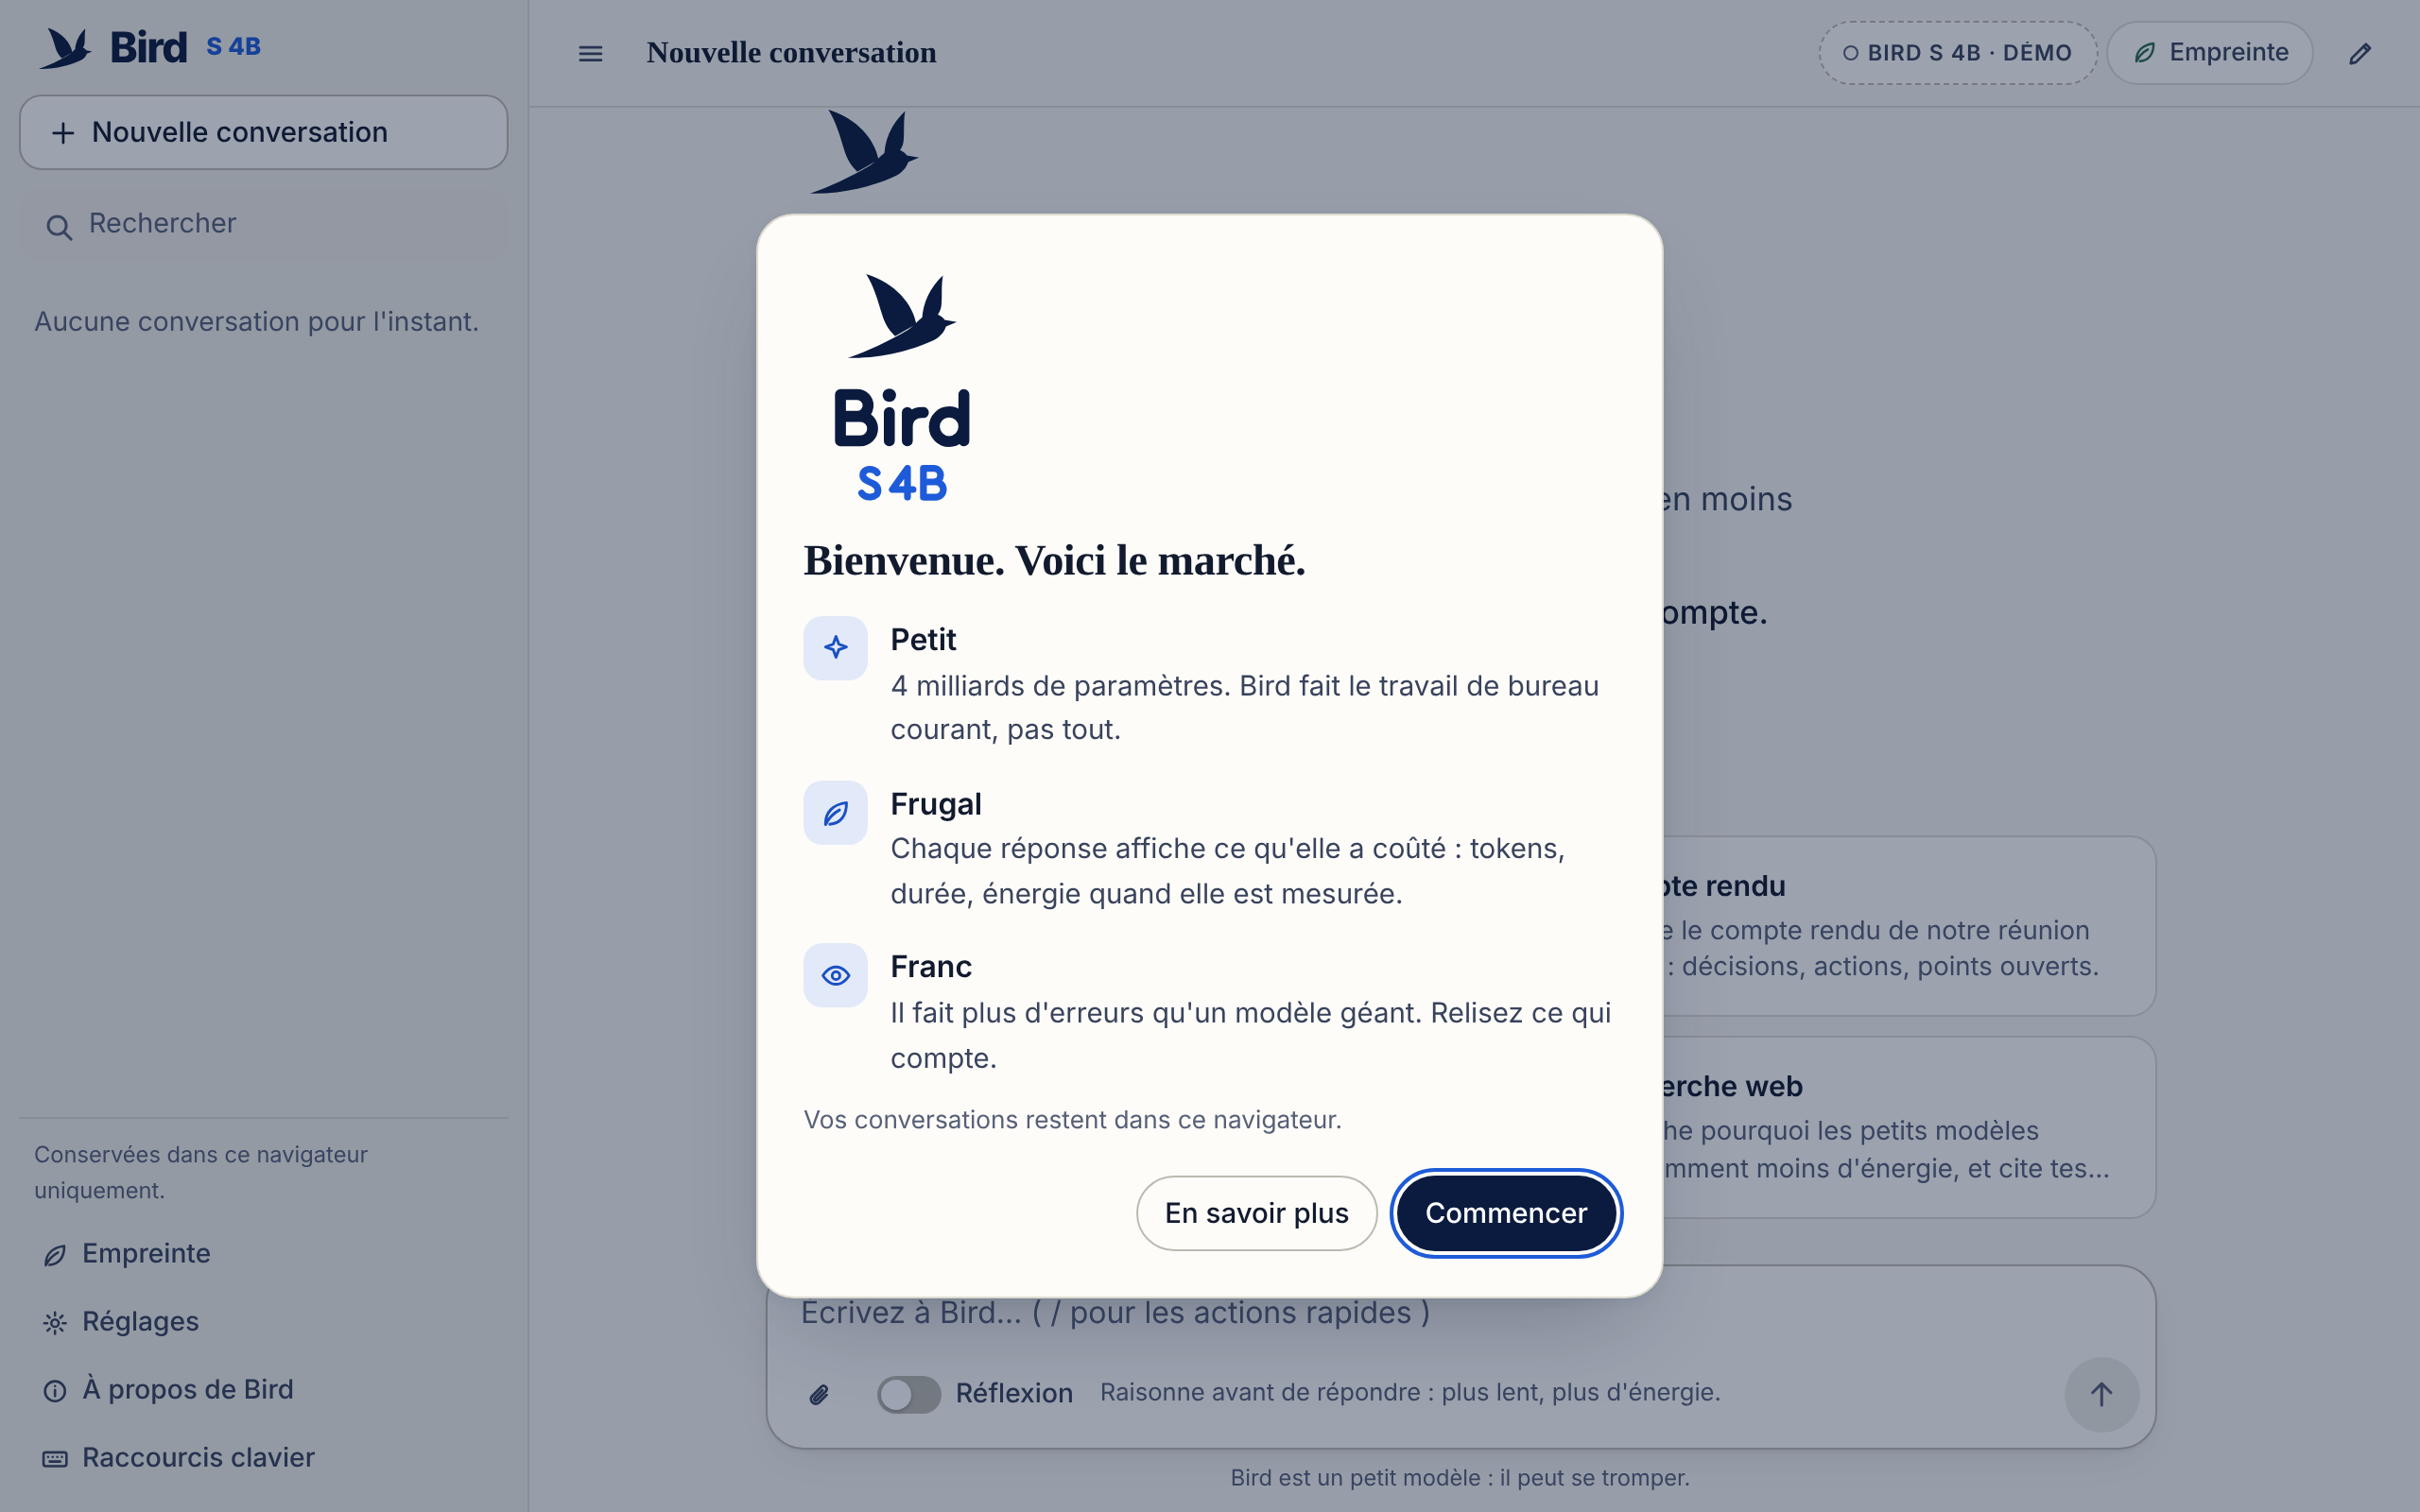 Bird S 4B
Nouvelle conversation
Rechercher
Aucune conversation pour l'instant.
Conservées dans ce navigateur
uniquement.
Empreinte
Réglages
À propos de Bird
Raccourcis clavier
Nouvelle conversation
BIRD S 4B · DÉMO
Empreinte
Bird
S 4B
Bienvenue. Voici le marché.
Petit
4 milliards de paramètres. Bird fait le travail de bureau
courant, pas tout.
Frugal
Chaque réponse affiche ce qu'elle a coûté : tokens,
durée, énergie quand elle est mesurée.
Franc
Il fait plus d'erreurs qu'un modèle géant. Relisez ce qui
compte.
Vos conversations restent dans ce navigateur.
En savoir plus
Commencer
en moins
ompte.
pte rendu
le compte rendu de notre réunion
: décisions, actions, points ouverts.
erche web
he pourquoi les petits modèles
mment moins d'énergie, et cite tes...
Écrivez à Bird... ( / pour les actions rapides )
Réflexion
Raisonne avant de répondre : plus lent, plus d'énergie.
Bird est un petit modèle : il peut se tromper.